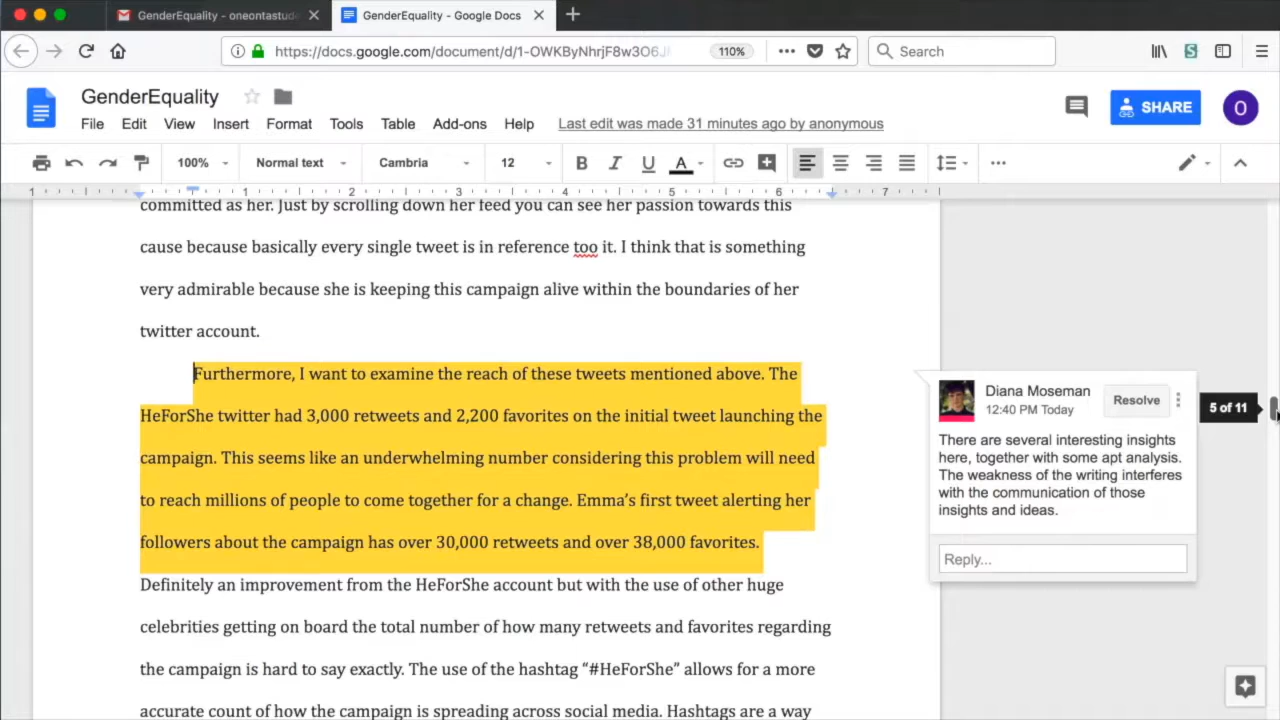 GenderEquality - oneontastud
GenderEquality - Google Docs
https://docs.google.com/document/d/1-OWKByNhrjF8w3O6J
110%
Search
GenderEquality
SHARE
O
File Edit View Insert Format Tools Table Add-ons Help Last edit was made 31 minutes ago by anonymous
100% Normal text Cambria 12 B I U A
1 1 2 3 4 5 6 7
committed as her. Just by scrolling down her feed you can see her passion towards this
cause because basically every single tweet is in reference too it. I think that is something
very admirable because she is keeping this campaign alive within the boundaries of her
twitter account.
Furthermore, I want to examine the reach of these tweets mentioned above. The
HeForShe twitter had 3,000 retweets and 2,200 favorites on the initial tweet launching the
campaign. This seems like an underwhelming number considering this problem will need
to reach millions of people to come together for a change. Emma’s first tweet alerting her
followers about the campaign has over 30,000 retweets and over 38,000 favorites.
Definitely an improvement from the HeForShe account but with the use of other huge
celebrities getting on board the total number of how many retweets and favorites regarding
the campaign is hard to say exactly. The use of the hashtag “#HeForShe” allows for a more
accurate count of how the campaign is spreading across social media. Hashtags are a way
Diana Moseman
12:40 PM Today
Resolve
There are several interesting insights
here, together with some apt analysis.
The weakness of the writing interferes
with the communication of those
insights and ideas.
Reply...
5 of 11